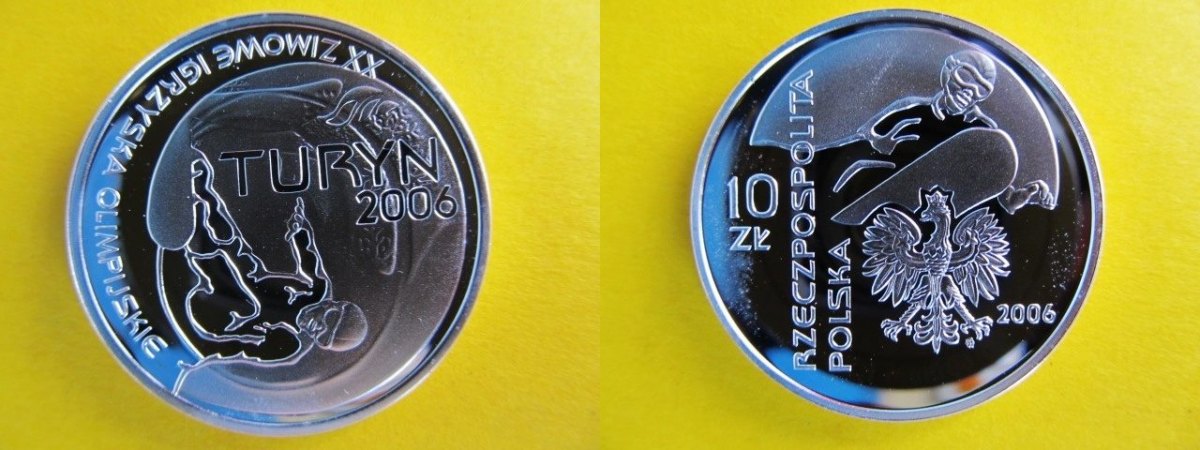 XX ZIMOWE IGRZYSKA OLIMPIJSKIE
TURYN
2006
10
ZŁ
RZECZPOSPOLITA
POLSKA
2006